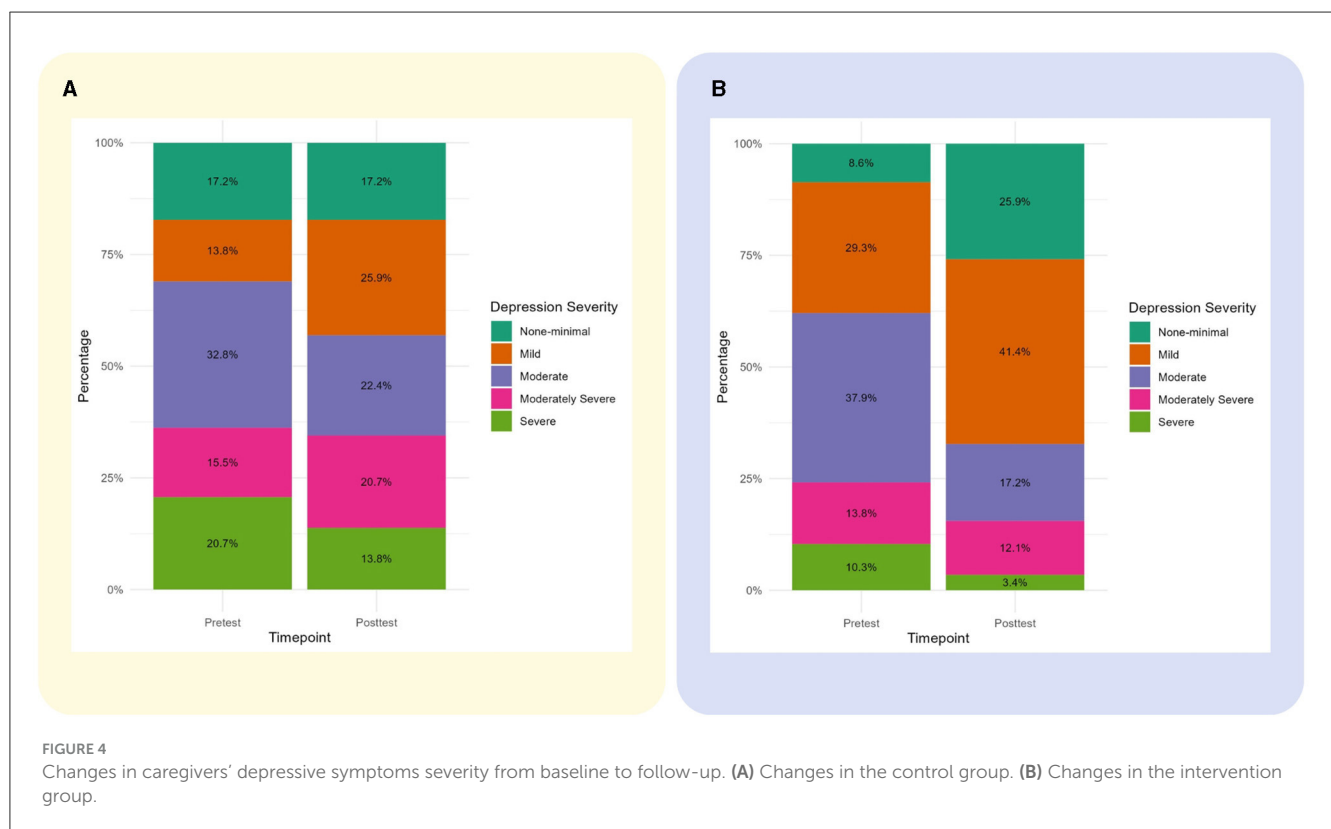 A
100%
75%
50%
25%
0%
Percentage
17.2%
13.8%
32.8%
15.5%
20.7%
17.2%
25.9%
22.4%
20.7%
13.8%
Pretest
Posttest
Timepoint
Depression Severity
None-minimal
Mild
Moderate
Moderately Severe
Severe
B
100%
75%
50%
25%
0%
Percentage
8.6%
29.3%
37.9%
13.8%
10.3%
25.9%
41.4%
17.2%
12.1%
3.4%
Pretest
Posttest
Timepoint
Depression Severity
None-minimal
Mild
Moderate
Moderately Severe
Severe
FIGURE 4
Changes in caregivers' depressive symptoms severity from baseline to follow-up. (A) Changes in the control group. (B) Changes in the intervention
group.